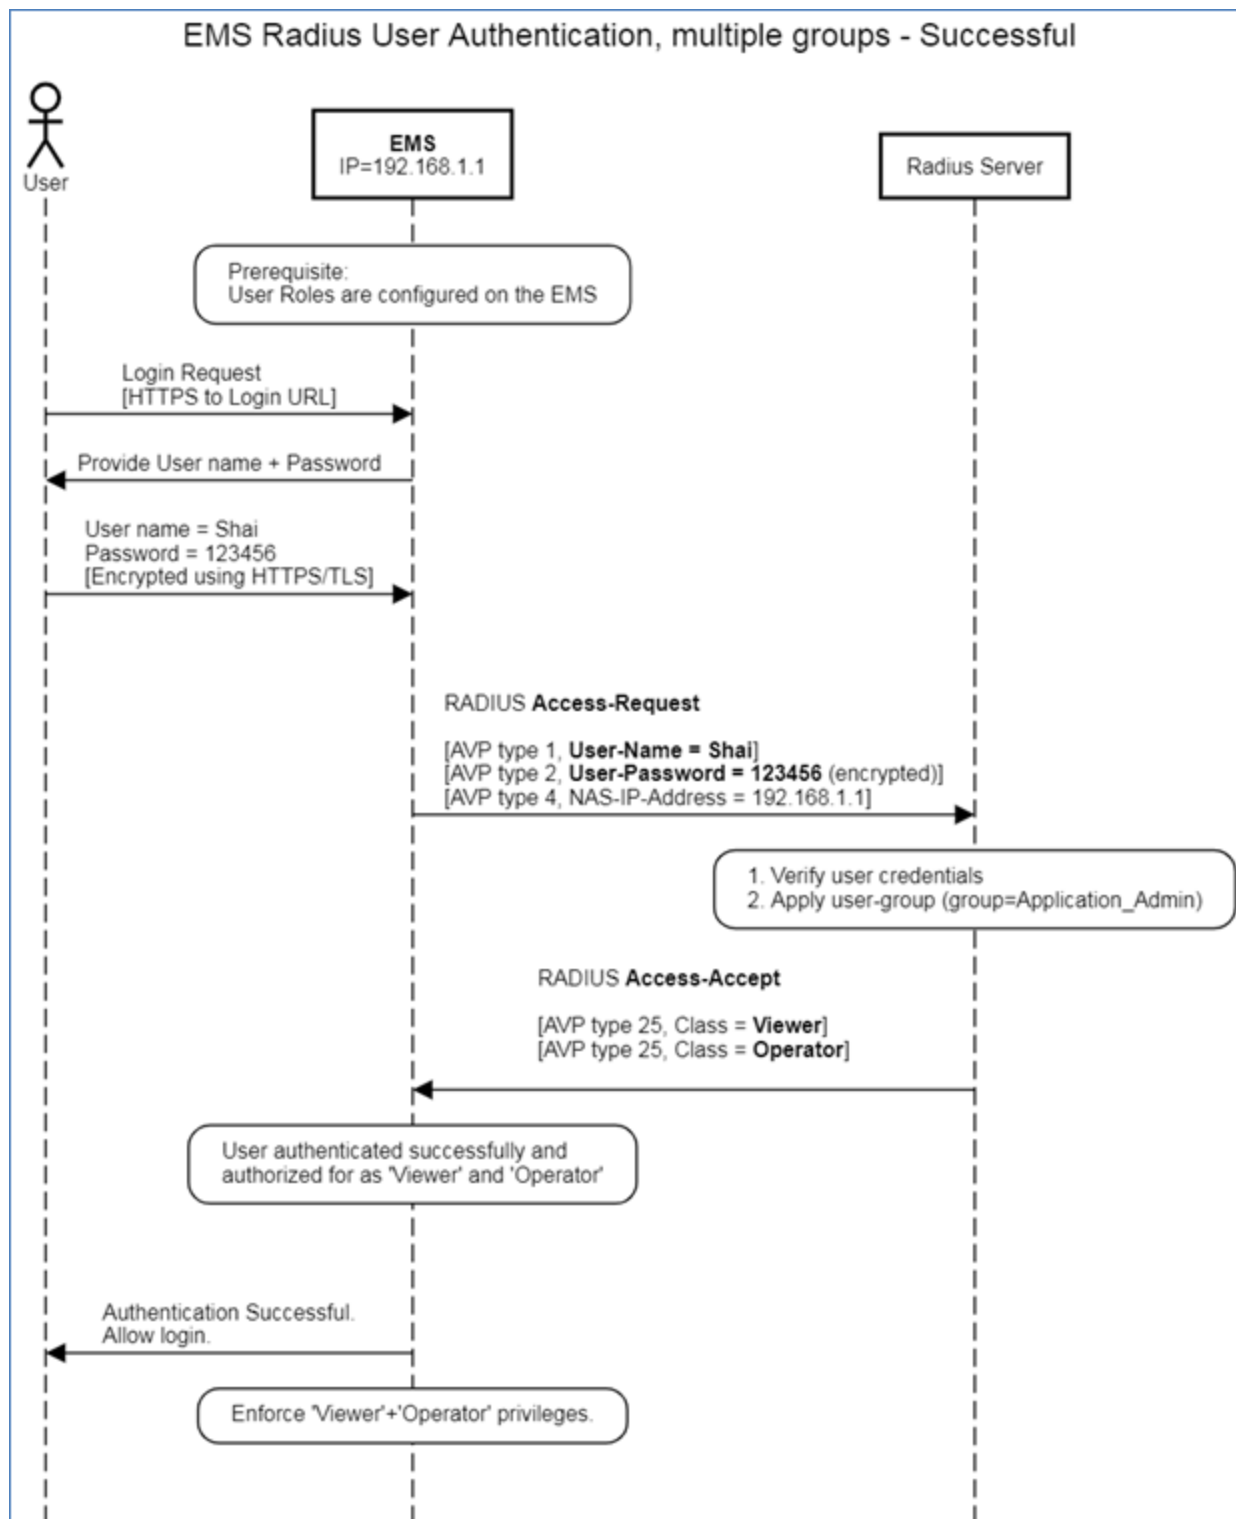 EMS Radius User Authentication, multiple groups - Successful
User
EMS
IP=192.168.1.1
Radius Server
Prerequisite:
User Roles are configured on the EMS
Login Request
[HTTPS to Login URL]
Provide User name + Password
User name = Shai
Password = 123456
[Encrypted using HTTPS/TLS]
RADIUS Access-Request
[AVP type 1, User-Name = Shai]
[AVP type 2, User-Password = 123456 (encrypted)]
[AVP type 4, NAS-IP-Address = 192.168.1.1]
1. Verify user credentials
2. Apply user-group (group=Application_Admin)
RADIUS Access-Accept
[AVP type 25, Class = Viewer]
[AVP type 25, Class = Operator]
User authenticated successfully and
authorized for as 'Viewer' and 'Operator'
Authentication Successful.
Allow login.
Enforce 'Viewer'+'Operator' privileges.